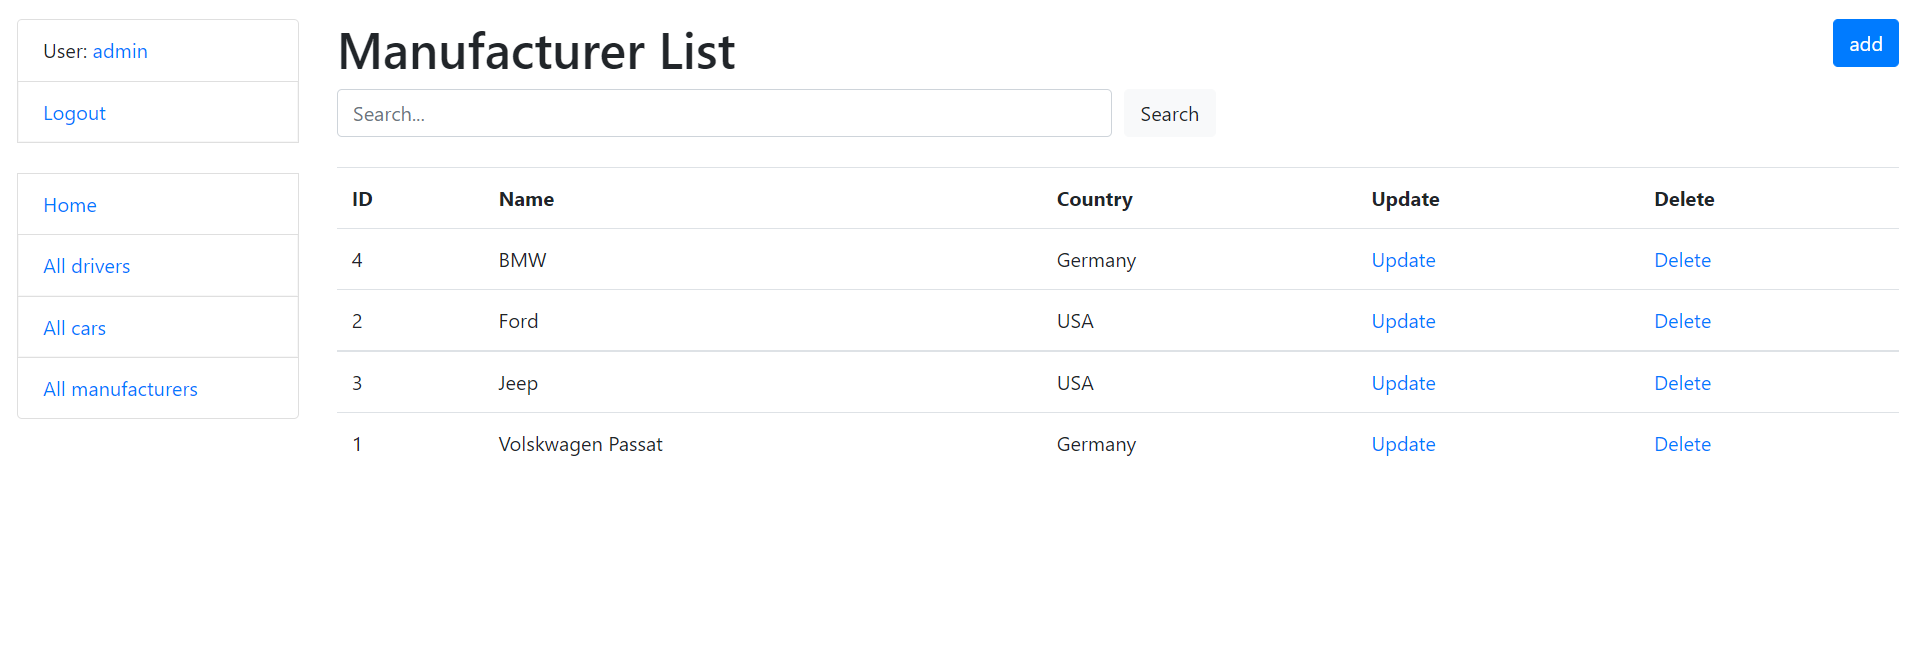 User: admin
Logout
Home
All drivers
All cars
All manufacturers
Manufacturer List
add
Search...
Search
ID Name Country Update Delete
4 BMW Germany Update Delete
2 Ford USA Update Delete
3 Jeep USA Update Delete
1 Volskwagen Passat Germany Update Delete